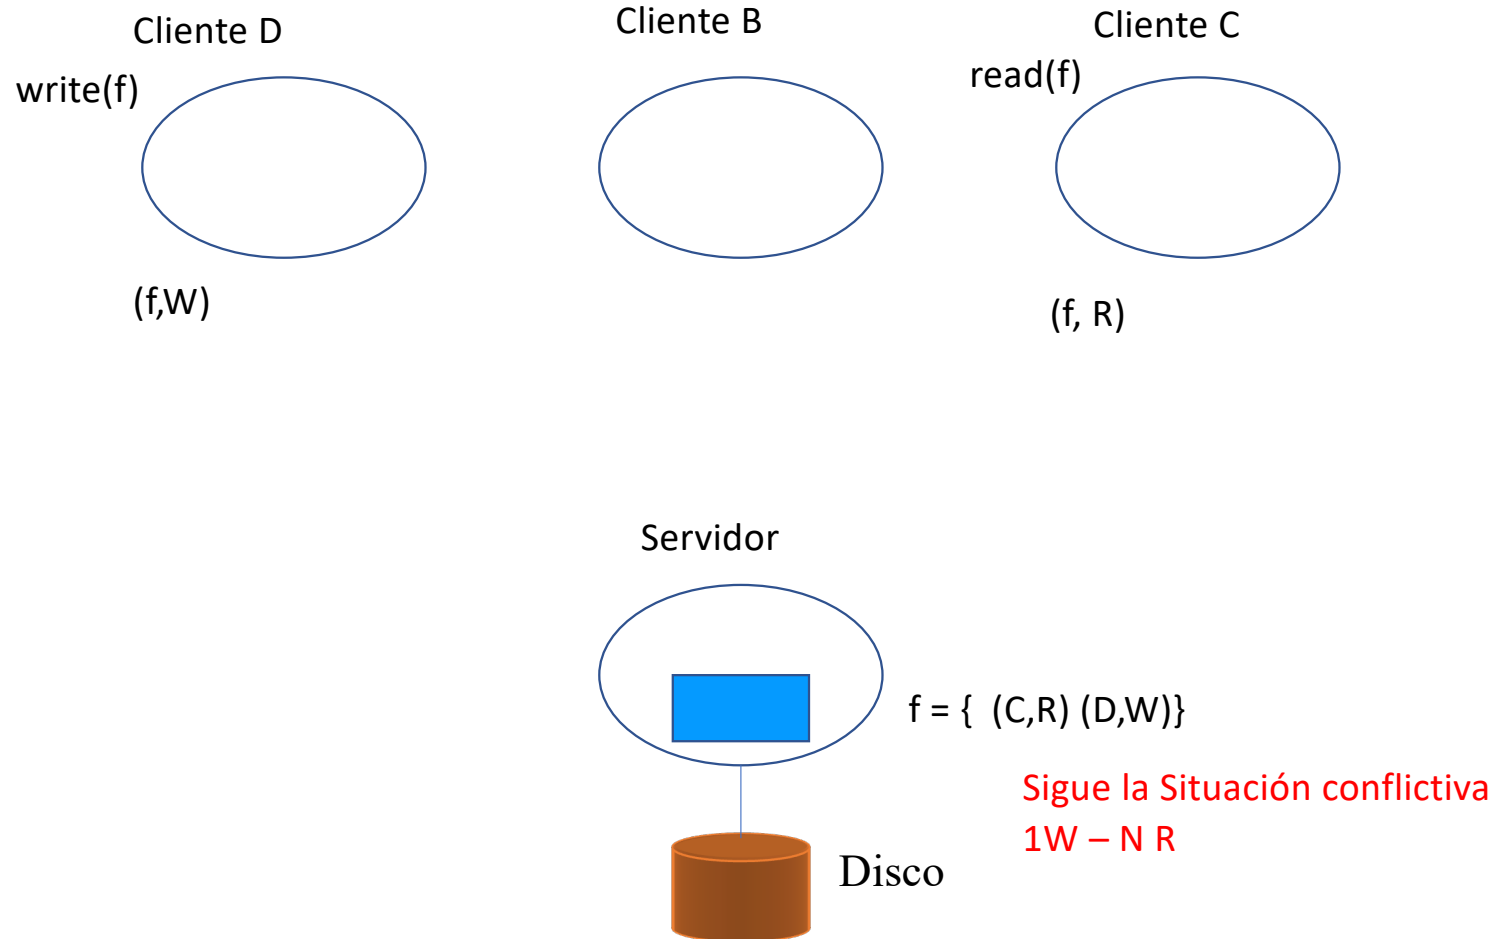 Cliente D
Cliente B
Cliente C
write(f)
read(f)
(f,W)
(f, R)
Servidor
f = { (C,R) (D,W)}
Sigue la Situación conflictiva
1W – N R
Disco